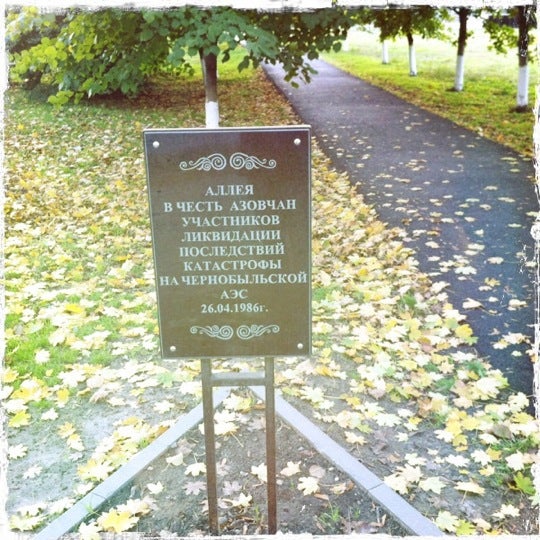 АЛЛЕЯ
В ЧЕСТЬ АЗОВЧАН
УЧАСТНИКОВ
ЛИКВИДАЦИИ
ПОСЛЕДСТВИЙ
КАТАСТРОФЫ
НА ЧЕРНОБЫЛЬСКОЙ
АЭС
26.04.1986г.